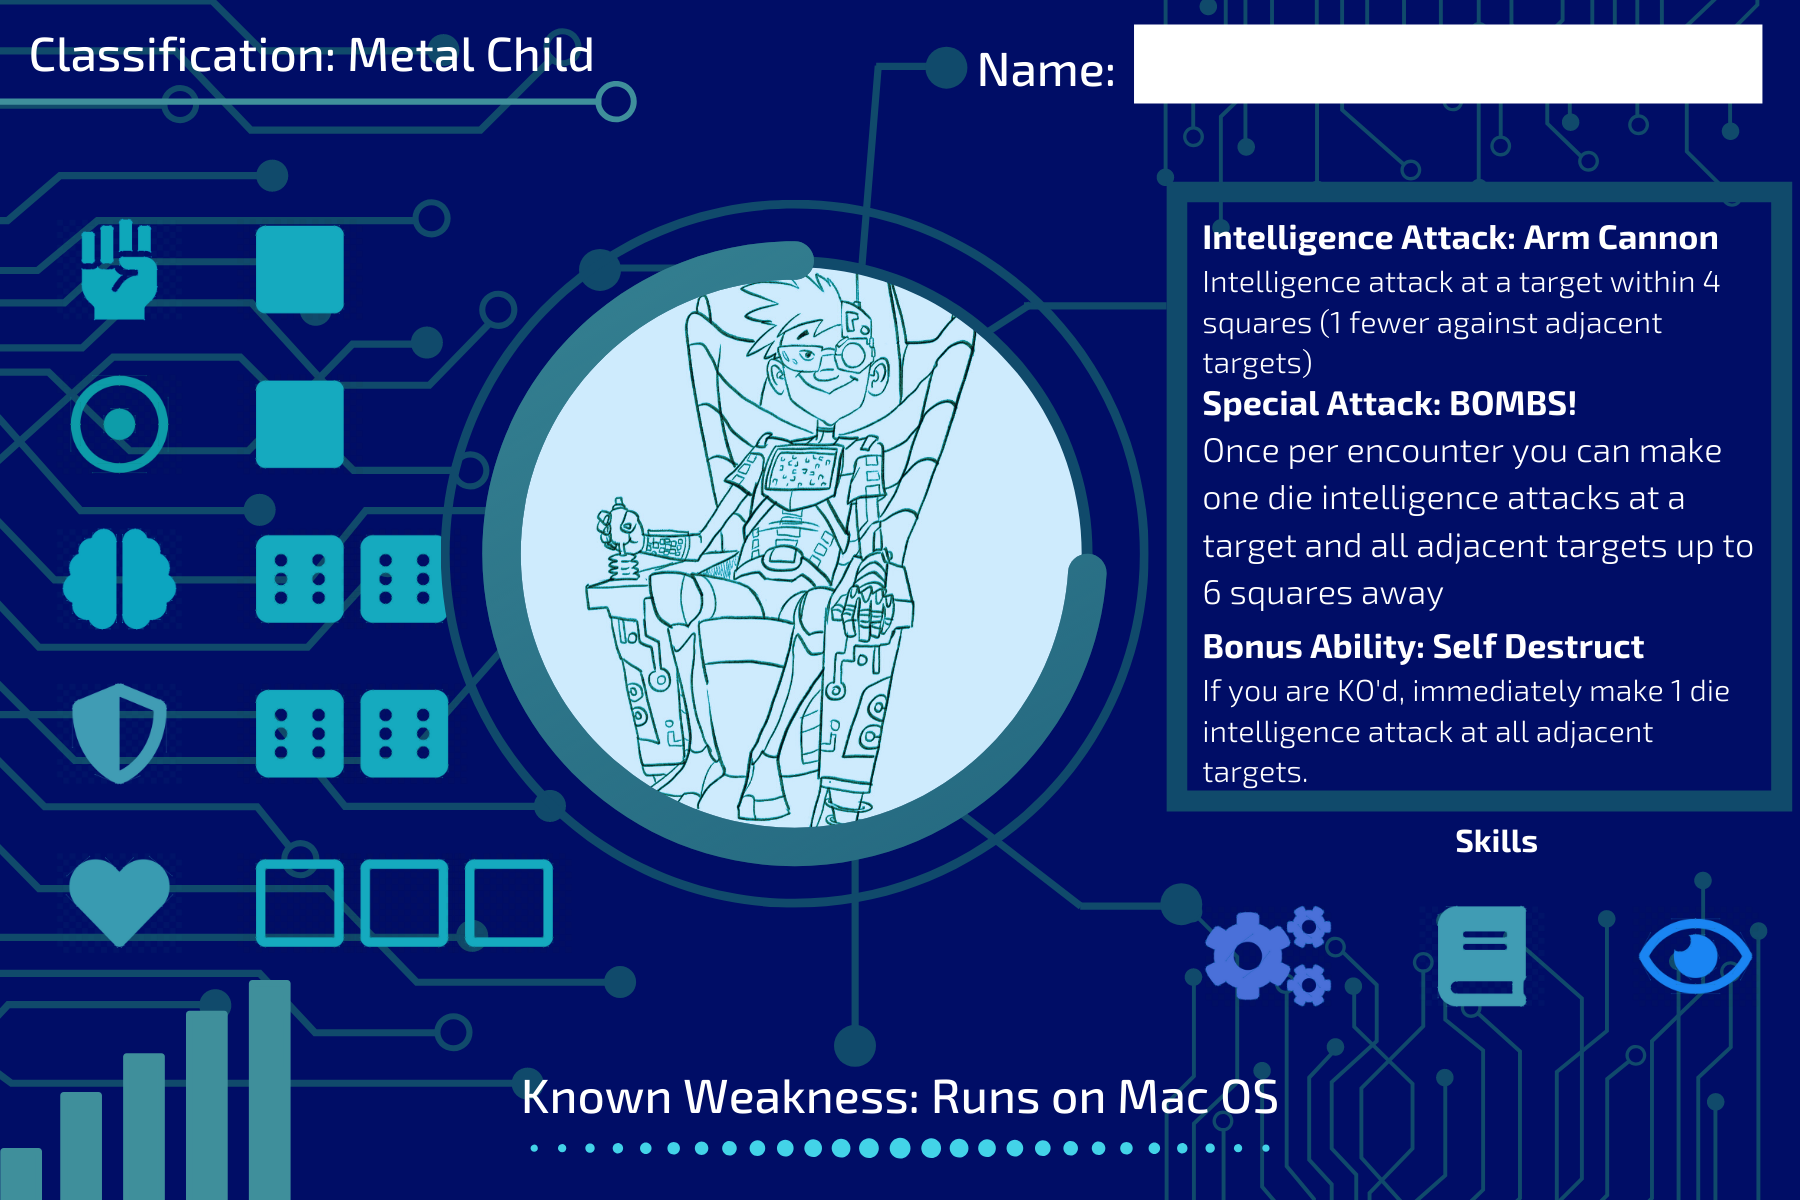 Classification: Metal Child
Name:
Intelligence Attack: Arm Cannon
Intelligence attack at a target within 4
squares (1 fewer against adjacent
targets)
Special Attack: BOMBS!
Once per encounter you can make
one die intelligence attacks at a
target and all adjacent targets up to
6 squares away
Bonus Ability: Self Destruct
If you are KO'd, immediately make 1 die
intelligence attack at all adjacent
targets.
Skills
Known Weakness: Runs on Mac OS